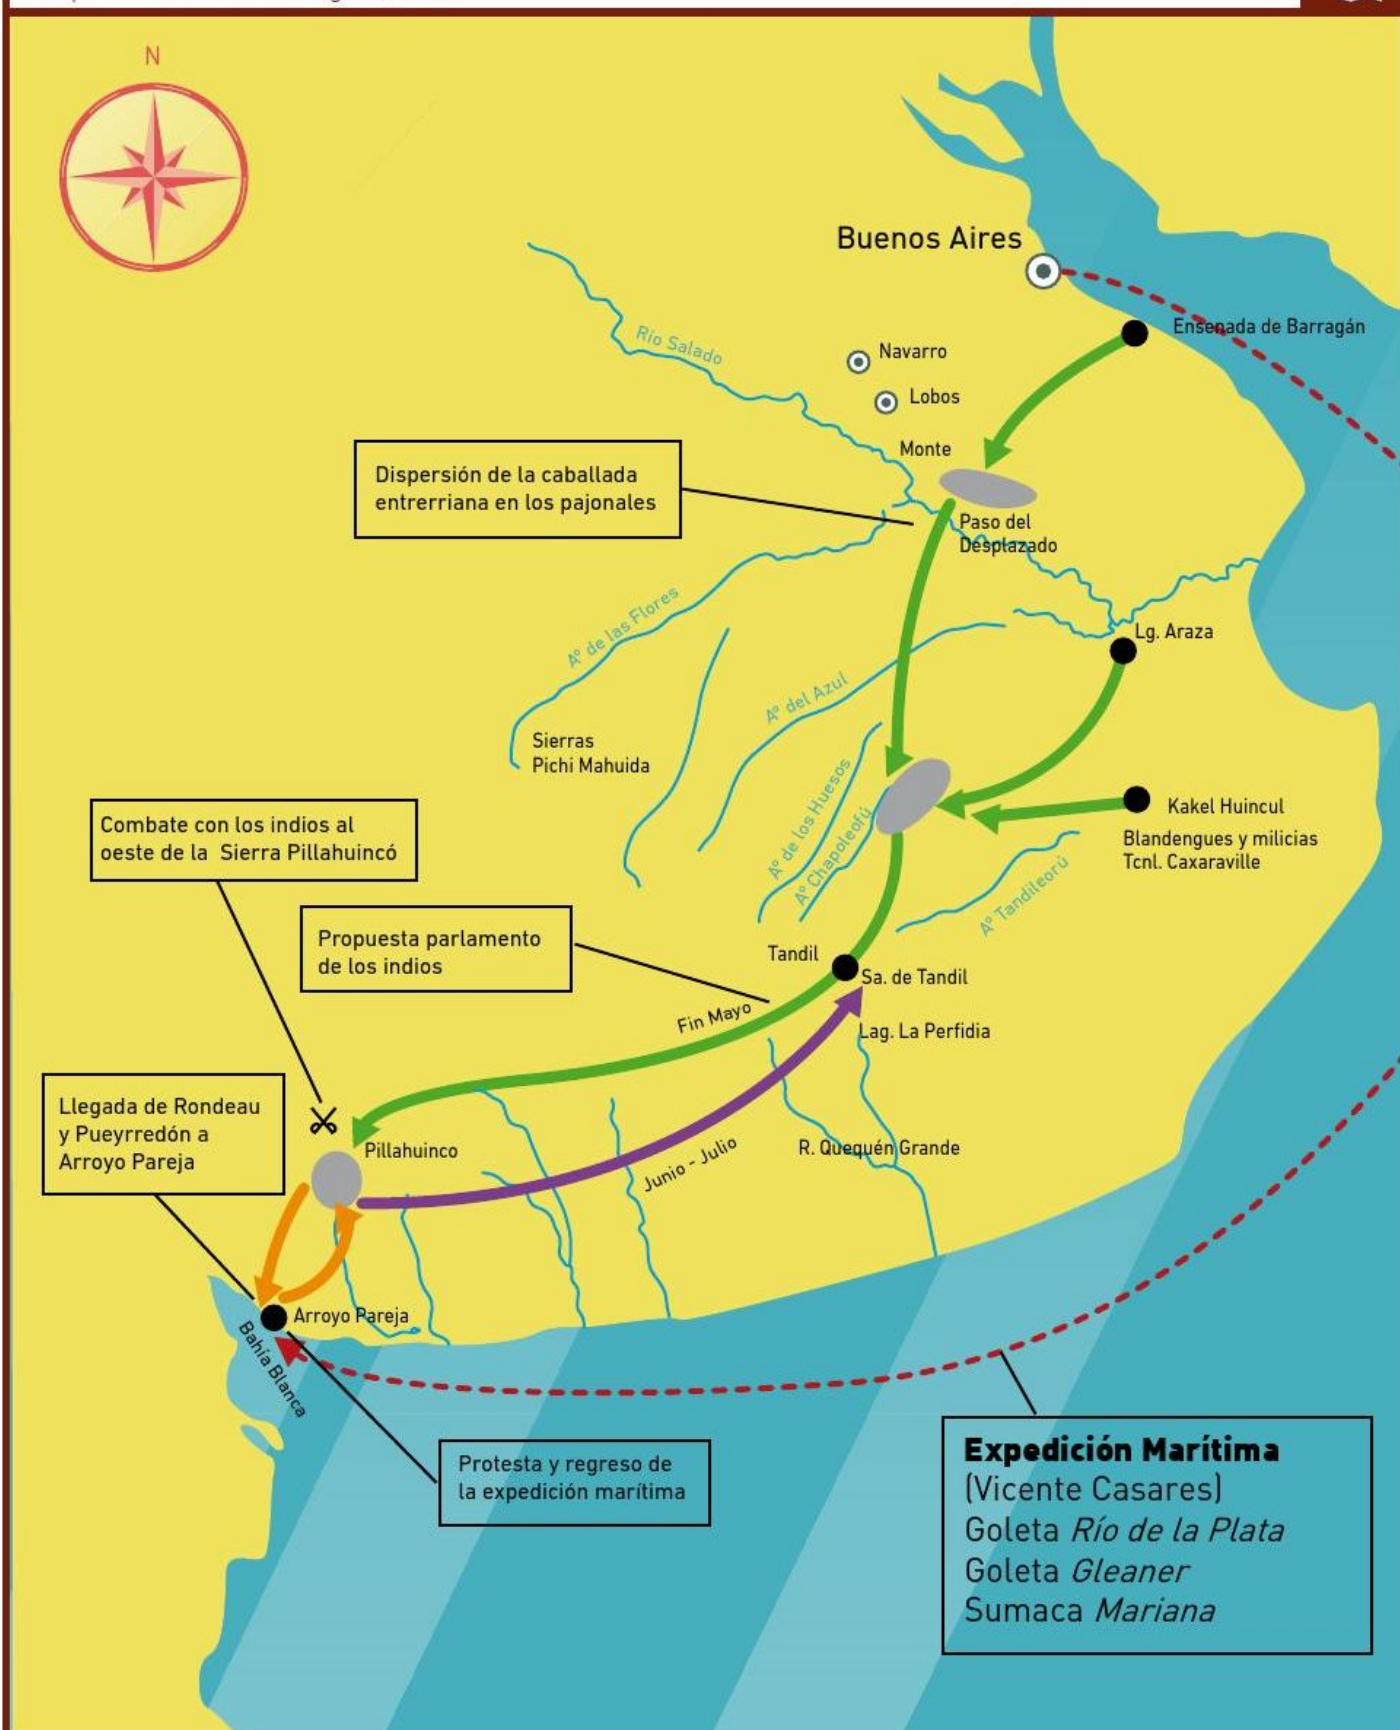 N
Buenos Aires
Ensenada de Barragán
Río Salado
Navarro
Lobos
Monte
Dispersión de la caballada
entrerriana en los pajonales
Paso del
Desplazado
Aº de las Flores
Lg. Araza
Aº del Azul
Sierras
Pichi Mahuida
Aº de los Huesos
Aº Chapoleofú
Kakel Huincul
Blandengues y milicias
Tcnl. Caxaraville
Aº Tandileorú
Combate con los indios al
oeste de la Sierra Pillahuincó
Propuesta parlamento
de los indios
Tandil
Sa. de Tandil
Fin Mayo
Lag. La Perfidia
Llegada de Rondeau
y Pueyrredón a
Arroyo Pareja
Pillahuinco
Junio - Julio
R. Quequén Grande
Arroyo Pareja
Bahía Blanca
Protesta y regreso de
la expedición marítima
Expedición Marítima
(Vicente Casares)
Goleta Río de la Plata
Goleta Gleaner
Sumaca Mariana